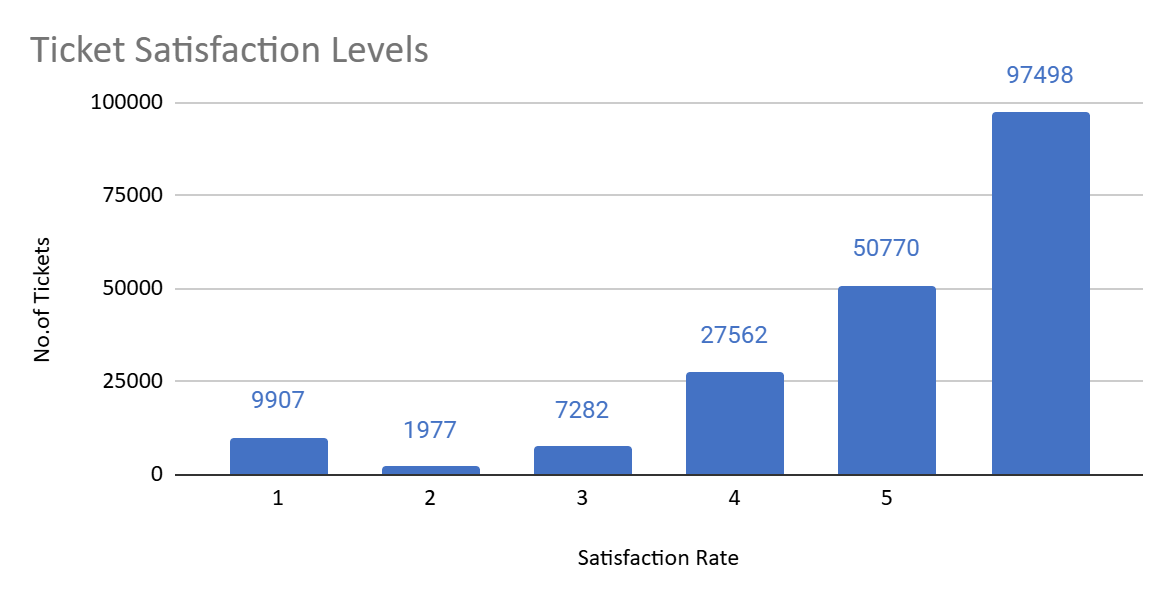 Ticket Satisfaction Levels
97498
100000
75000
50770
50000
27562
25000
9907
7282
1977
0
1 2 3 4 5
No.of Tickets
Satisfaction Rate